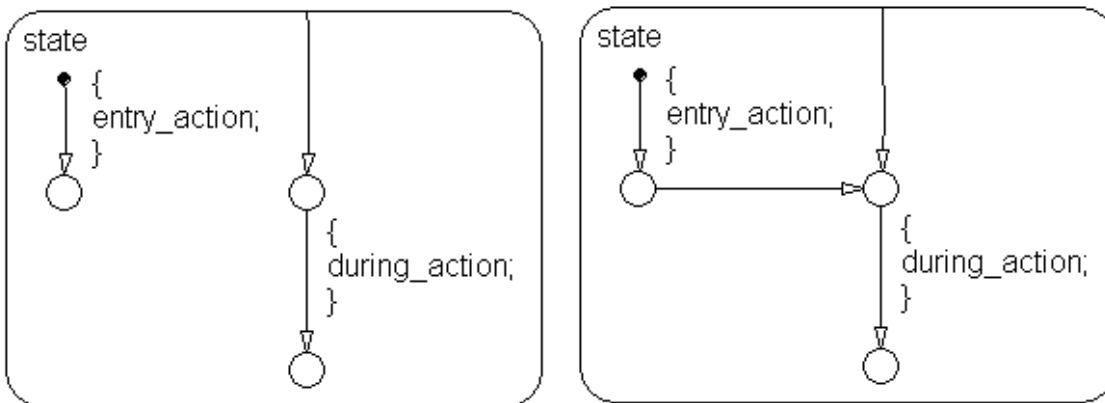 state
{
entry_action;
}
{
during_action;
}
state
{
entry_action;
}
{
during_action;
}